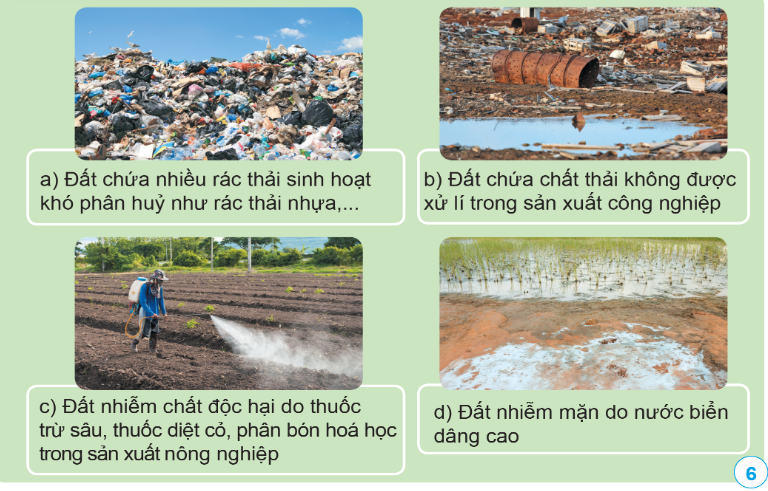 a) Đất chứa nhiều rác thải sinh hoạt
khó phân huỷ như rác thải nhựa,...
b) Đất chứa chất thải không được
xử lí trong sản xuất công nghiệp
c) Đất nhiễm chất độc hại do thuốc
trừ sâu, thuốc diệt cỏ, phân bón hoá học
trong sản xuất nông nghiệp
d) Đất nhiễm mặn do nước biển
dâng cao
6